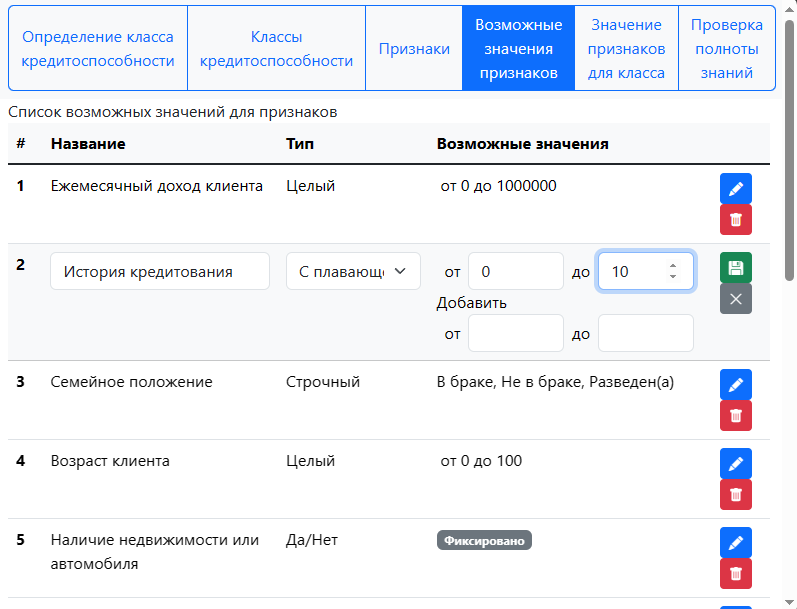 Определение класса кредитоспособности
Классы кредитоспособности
Признаки
Возможные значения признаков
Значение признаков для класса
Проверка полноты знаний
Список возможных значений для признаков
# Название Тип Возможные значения
1 Ежемесячный доход клиента Целый от 0 до 1000000
2 История кредитования С плавающ от 0 до 10
Добавить
от до
3 Семейное положение Строчный В браке, Не в браке, Разведен(а)
4 Возраст клиента Целый от 0 до 100
5 Наличие недвижимости или Да/Нет Фиксировано
автомобиля